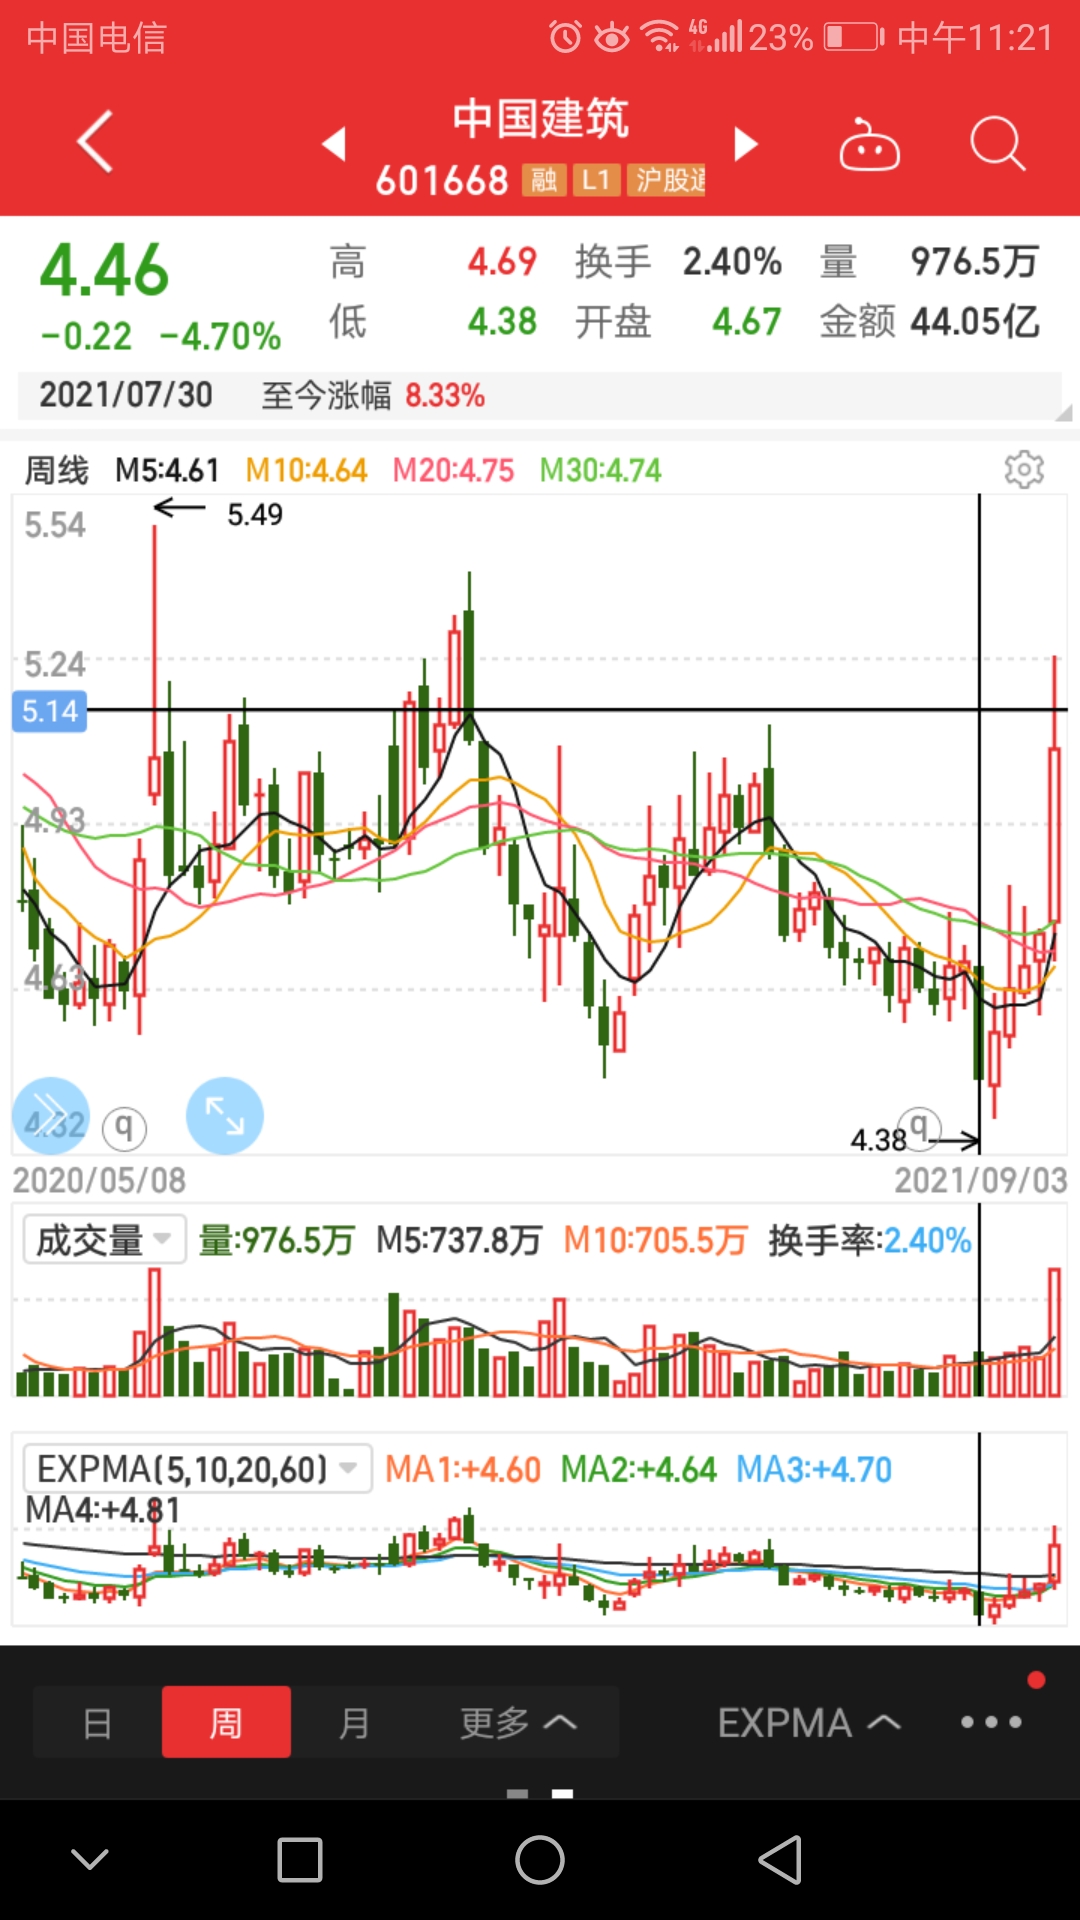 中国电信 4G 23% 中午11:21
中国建筑
601668 融 L1 沪股通
4.46 高 4.69 换手 2.40% 量 976.5万
-0.22 -4.70% 低 4.38 开盘 4.67 金额 44.05亿
2021/07/30 至今涨幅 8.33%
周线 M5:4.61 M10:4.64 M20:4.75 M30:4.74
5.54 5.49
5.24
5.14
4.93
4.63
4.32 q 4.38 q
2020/05/08 2021/09/03
成交量 量:976.5万 M5:737.8万 M10:705.5万 换手率:2.40%
EXPMA(5,10,20,60) MA1:+4.60 MA2:+4.64 MA3:+4.70
MA4:+4.81
日 周 月 更多 EXPMA